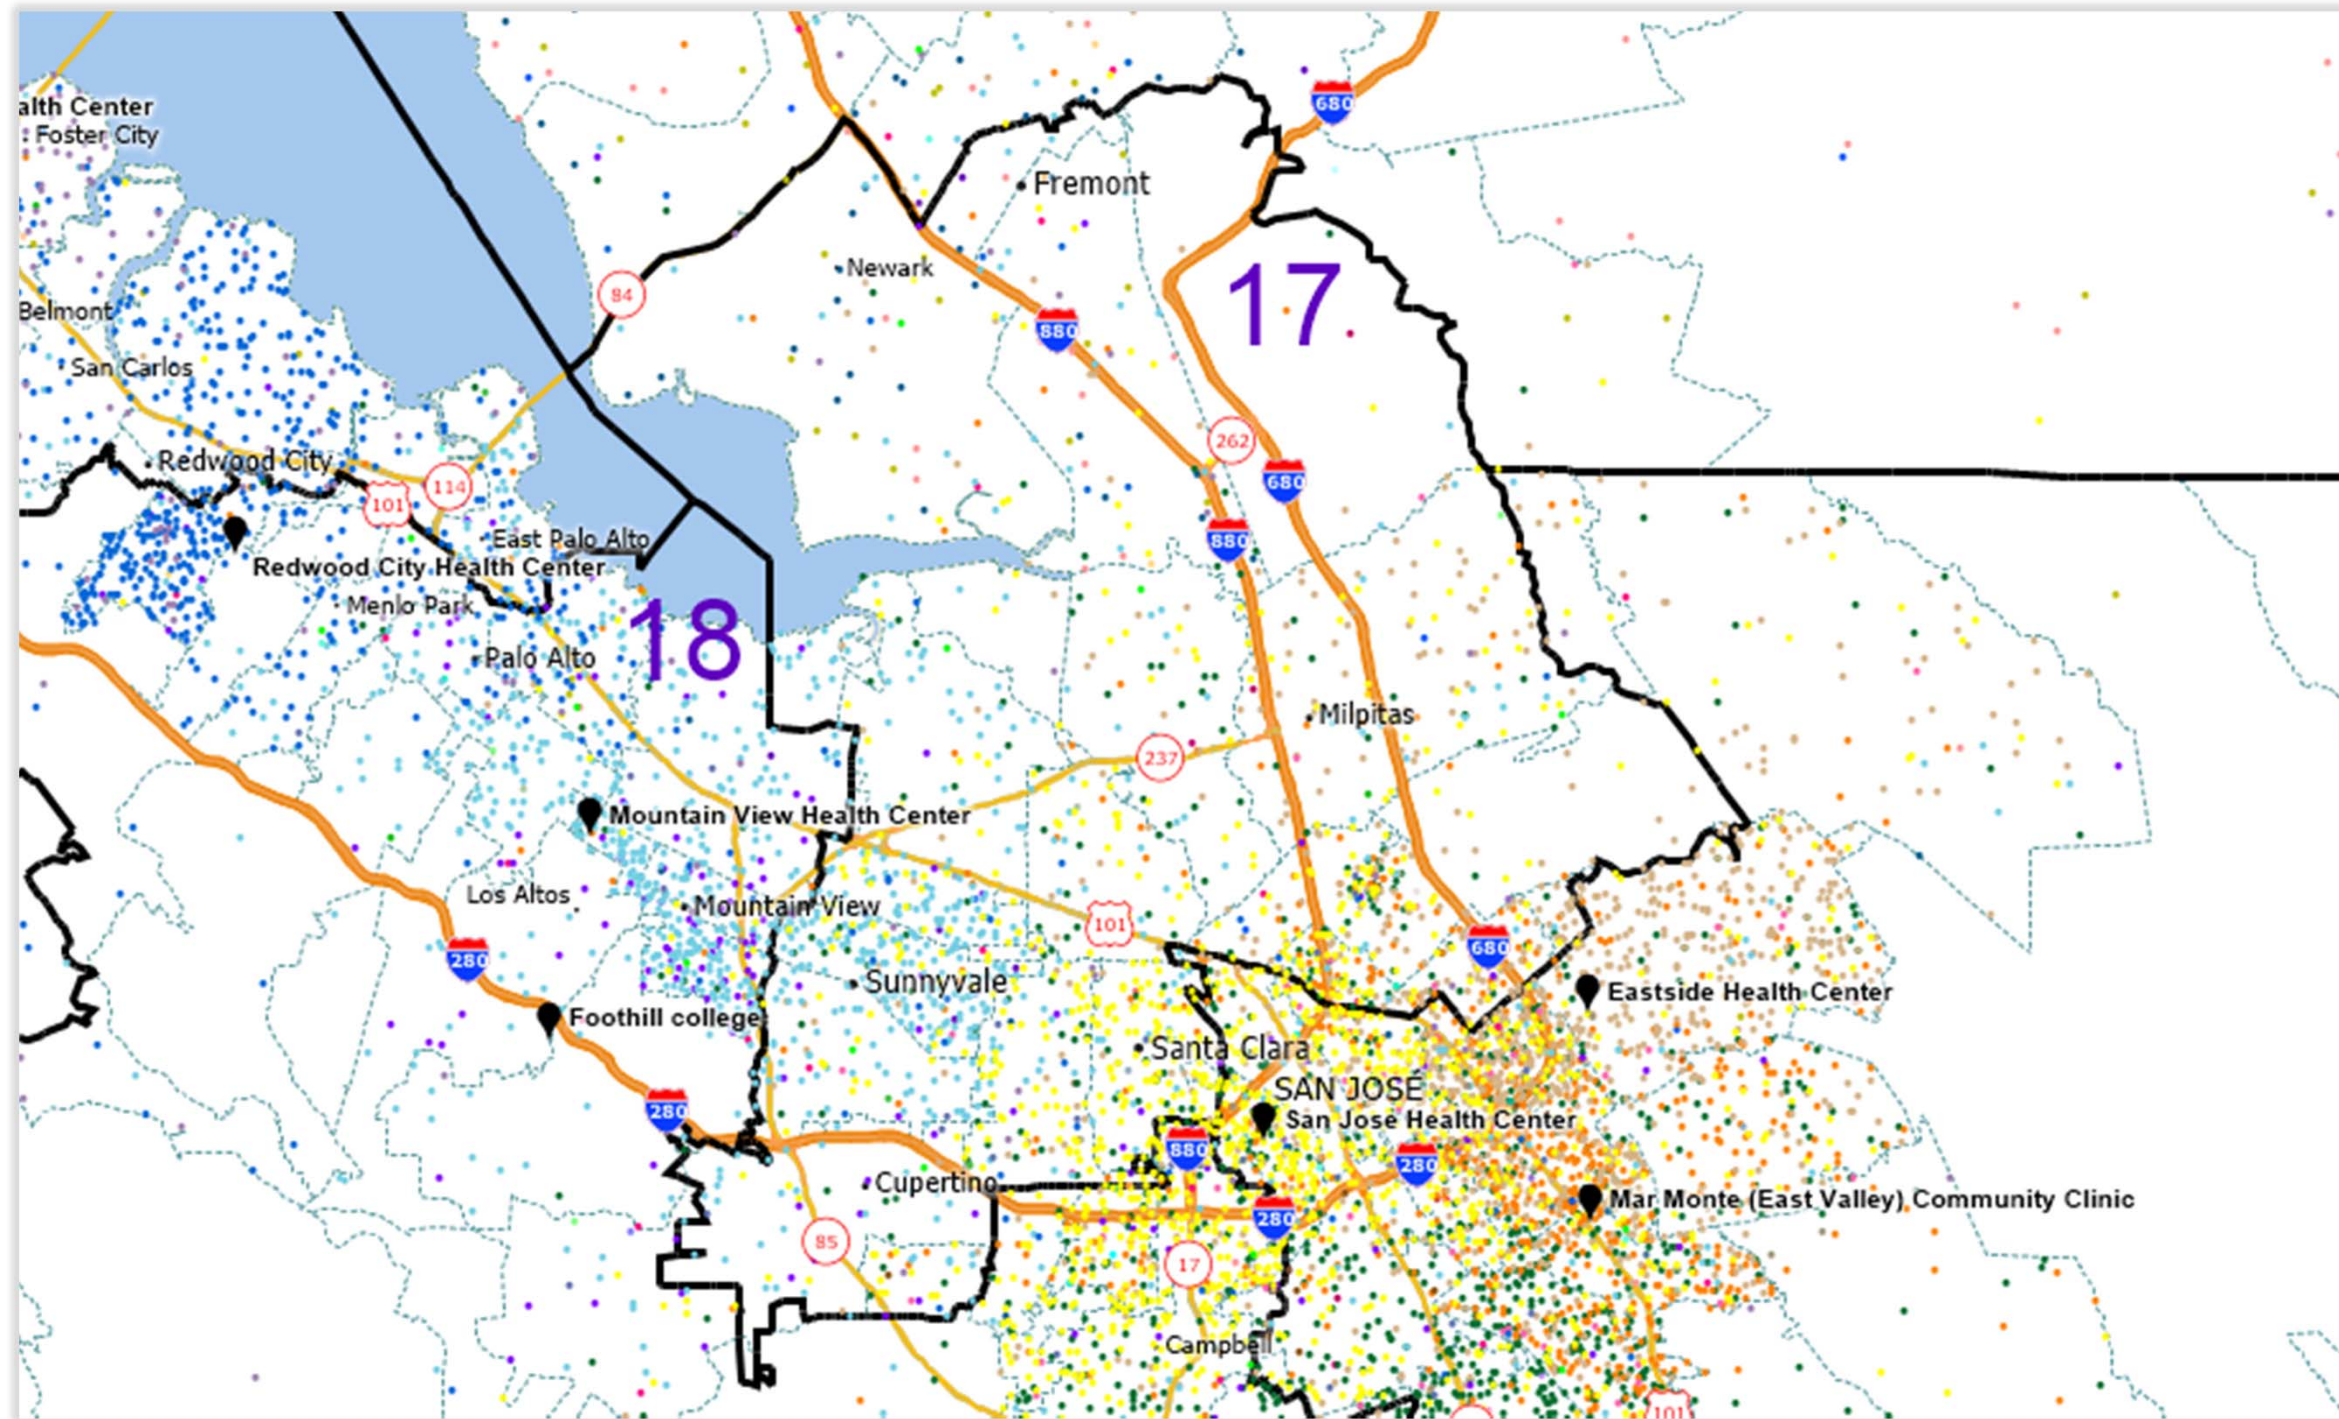 680
alth Center
Foster City
Fremont
Newark
84
17
Belmont
880
San Carlos
262
Redwood City
680
114
101
East Palo Alto
880
Redwood City Health Center
Menlo Park
18
Palo Alto
Milpitas
237
Mountain View Health Center
Los Altos
Mountain View
101
680
280
Sunnyvale
Eastside Health Center
Foothill college
Santa Clara
SAN JOSÉ
280
San Jose Health Center
880
280
Cupertino
Mar Monte (East Valley) Community Clinic
280
85
17
Campbell
101